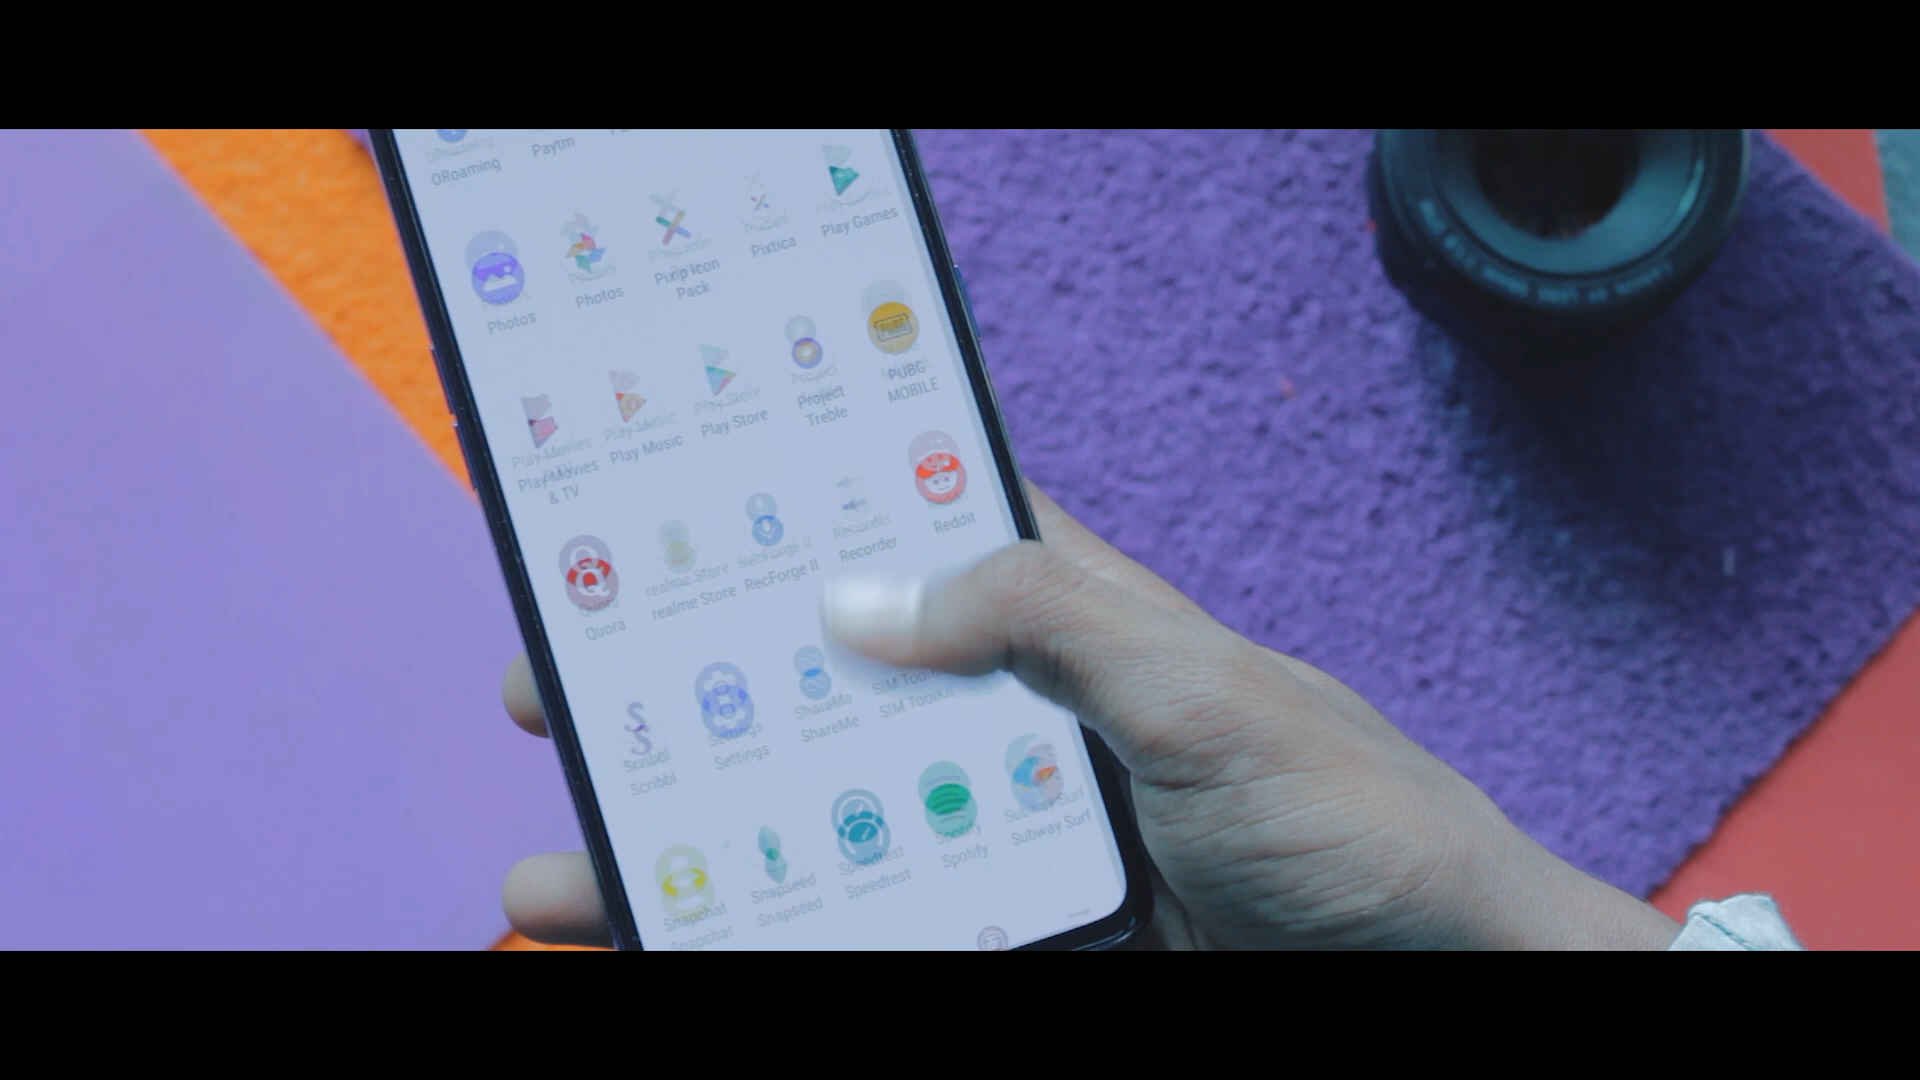 ORoaming
Paytm
Photos
Photos
Pixip Icon
Pack
Pixtica
Play Games
Play Movies
& TV
Play Music
Play Store
Project
Treble
PUBG
MOBILE
Quora
realme Store
RecForge II
Recorder
Reddit
Scribbl
Settings
ShareMe
SIM Toolkit
Snapchat
Snapseed
Speedtest
Spotify
Subway Surf